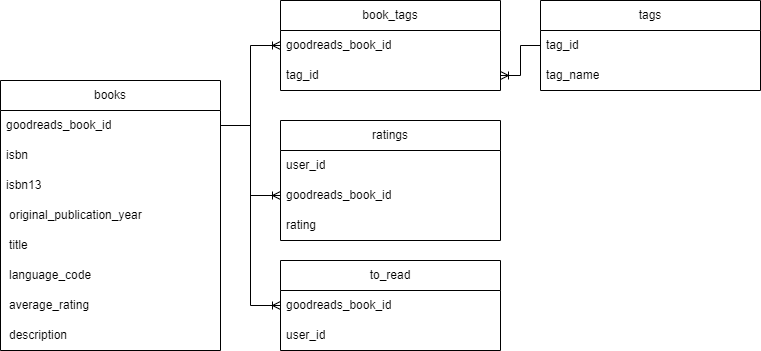 books
goodreads_book_id
isbn
isbn13
original_publication_year
title
language_code
average_rating
description
book_tags
goodreads_book_id
tag_id
tags
tag_id
tag_name
ratings
user_id
goodreads_book_id
rating
to_read
goodreads_book_id
user_id